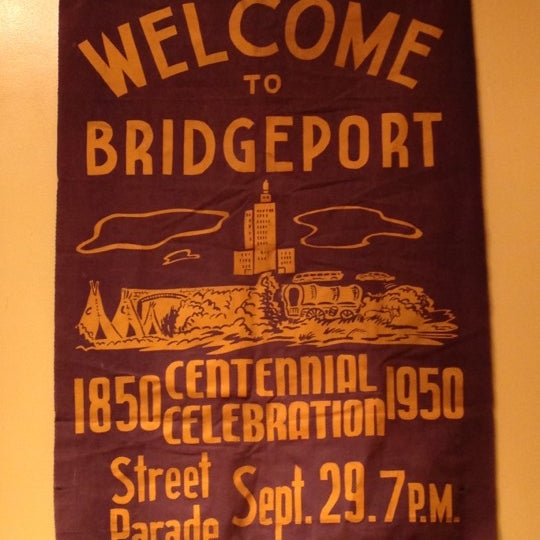 WELCOME
TO
BRIDGEPORT
1850 CENTENNIAL CELEBRATION 1950
Street Parade Sept. 29. 7 P.M.